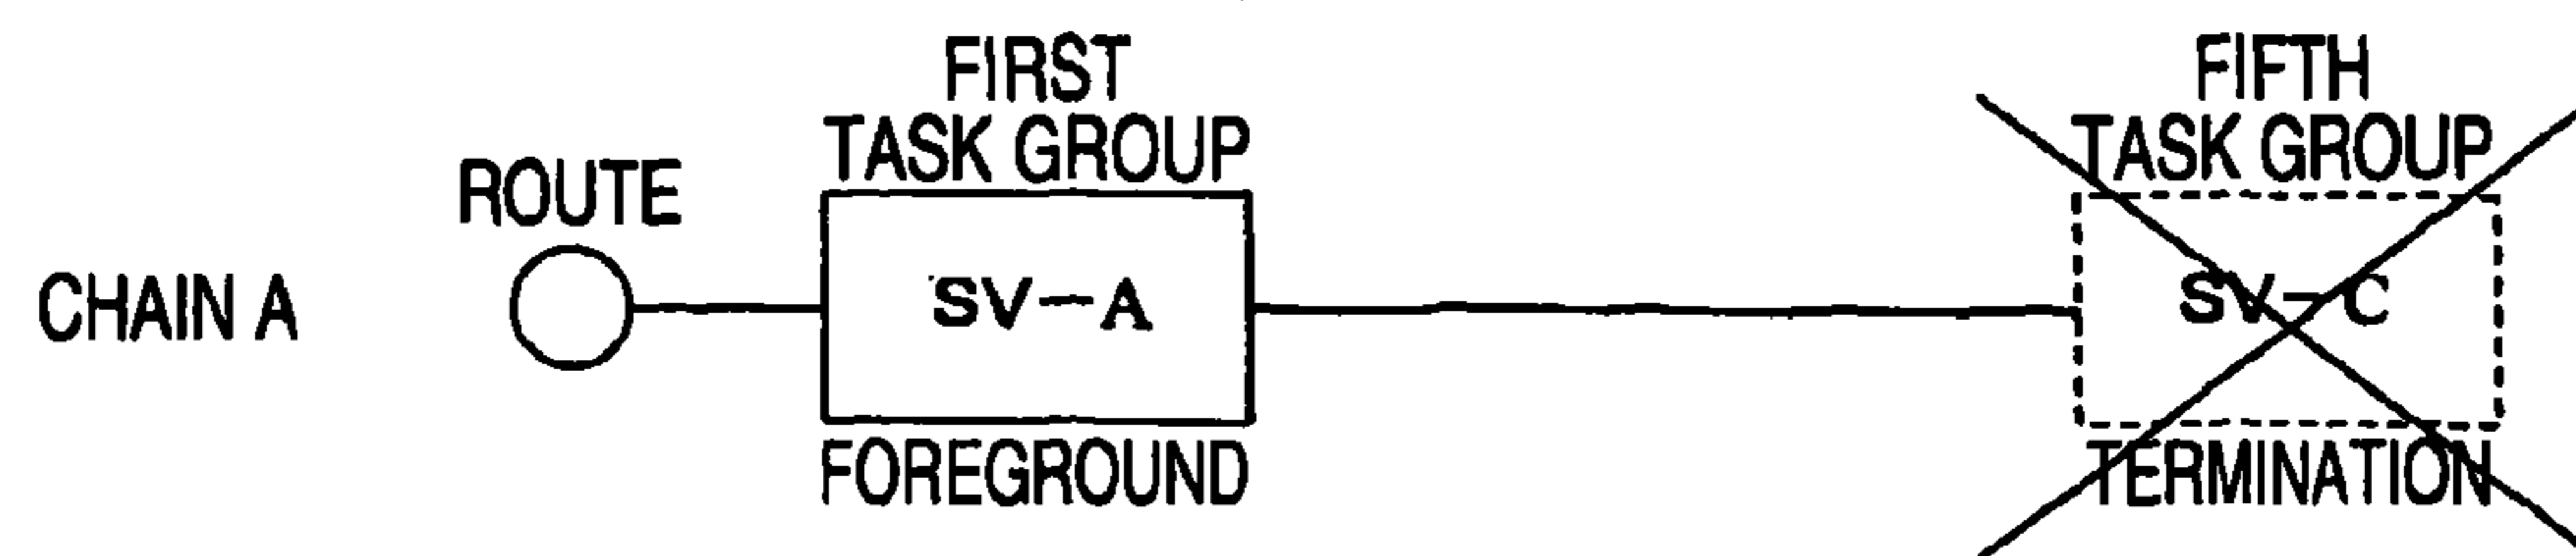 CHAIN A
ROUTE
FIRST
TASK GROUP
SV-A
FOREGROUND
FIFTH
TASK GROUP
SV-C
TERMINATION